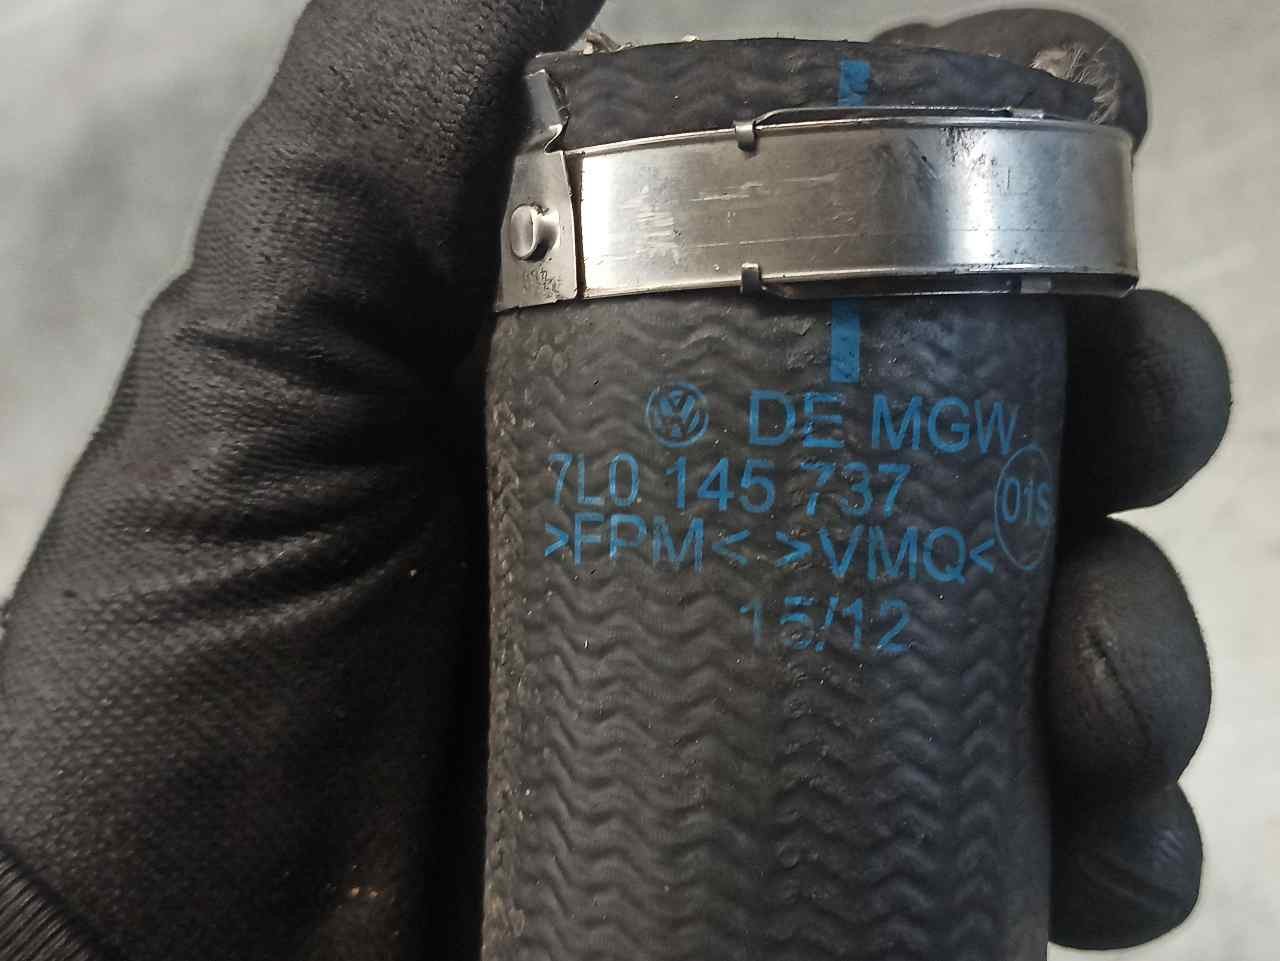 DE MGW
7L0 145 737
01S
>FPM< >VMQ<
15/12